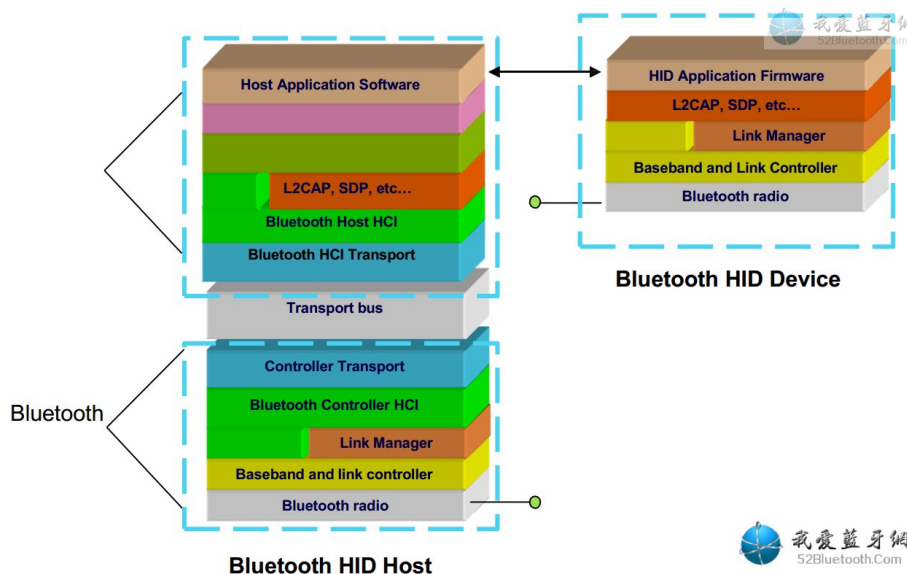 我爱蓝牙網
52Bluetooth.Com
Host Application Software
L2CAP, SDP, etc…
Bluetooth Host HCI
Bluetooth HCI Transport
Transport bus
Controller Transport
Bluetooth Controller HCI
Link Manager
Baseband and link controller
Bluetooth radio
Bluetooth HID Host
Bluetooth
HID Application Firmware
L2CAP, SDP, etc…
Link Manager
Baseband and Link Controller
Bluetooth radio
Bluetooth HID Device
我爱藍牙網
52Bluetooth.Com